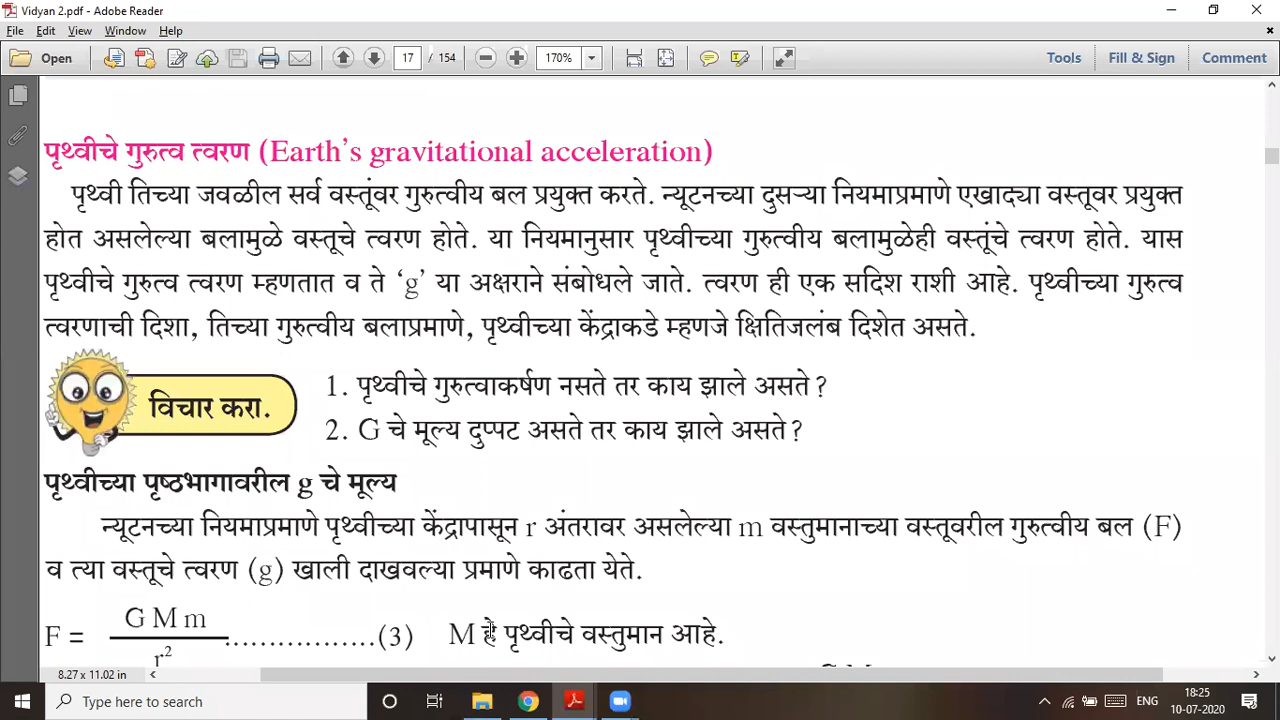 Vidyan 2.pdf - Adobe Reader
File Edit View Window Help
Open 17 / 154 170% Tools Fill & Sign Comment
पृथ्वीचे गुरुत्व त्वरण (Earth's gravitational acceleration)
पृथ्वी तिच्या जवळील सर्व वस्तूंवर गुरुत्वीय बल प्रयुक्त करते. न्यूटनच्या दुसऱ्या नियमाप्रमाणे एखाद्या वस्तूवर प्रयुक्त
होत असलेल्या बलामुळे वस्तूचे त्वरण होते. या नियमानुसार पृथ्वीच्या गुरुत्वीय बलामुळेही वस्तूंचे त्वरण होते. यास
पृथ्वीचे गुरुत्व त्वरण म्हणतात व ते ‘g’ या अक्षराने संबोधले जाते. त्वरण ही एक सदिश राशी आहे. पृथ्वीच्या गुरुत्व
त्वरणाची दिशा, तिच्या गुरुत्वीय बलाप्रमाणे, पृथ्वीच्या केंद्राकडे म्हणजे क्षितिजलंब दिशेत असते.
विचार करा.
1. पृथ्वीचे गुरुत्वाकर्षण नसते तर काय झाले असते ?
2. G चे मूल्य दुप्पट असते तर काय झाले असते ?
पृथ्वीच्या पृष्ठभागावरील g चे मूल्य
न्यूटनच्या नियमाप्रमाणे पृथ्वीच्या केंद्रापासून r अंतरावर असलेल्या m वस्तुमानाच्या वस्तूवरील गुरुत्वीय बल (F)
व त्या वस्तूचे त्वरण (g) खाली दाखवल्या प्रमाणे काढता येते.
G M m
F = .................(3) M हे पृथ्वीचे वस्तुमान आहे.
r²
8.27 x 11.02 in
Type here to search
ENG 18:25
10-07-2020